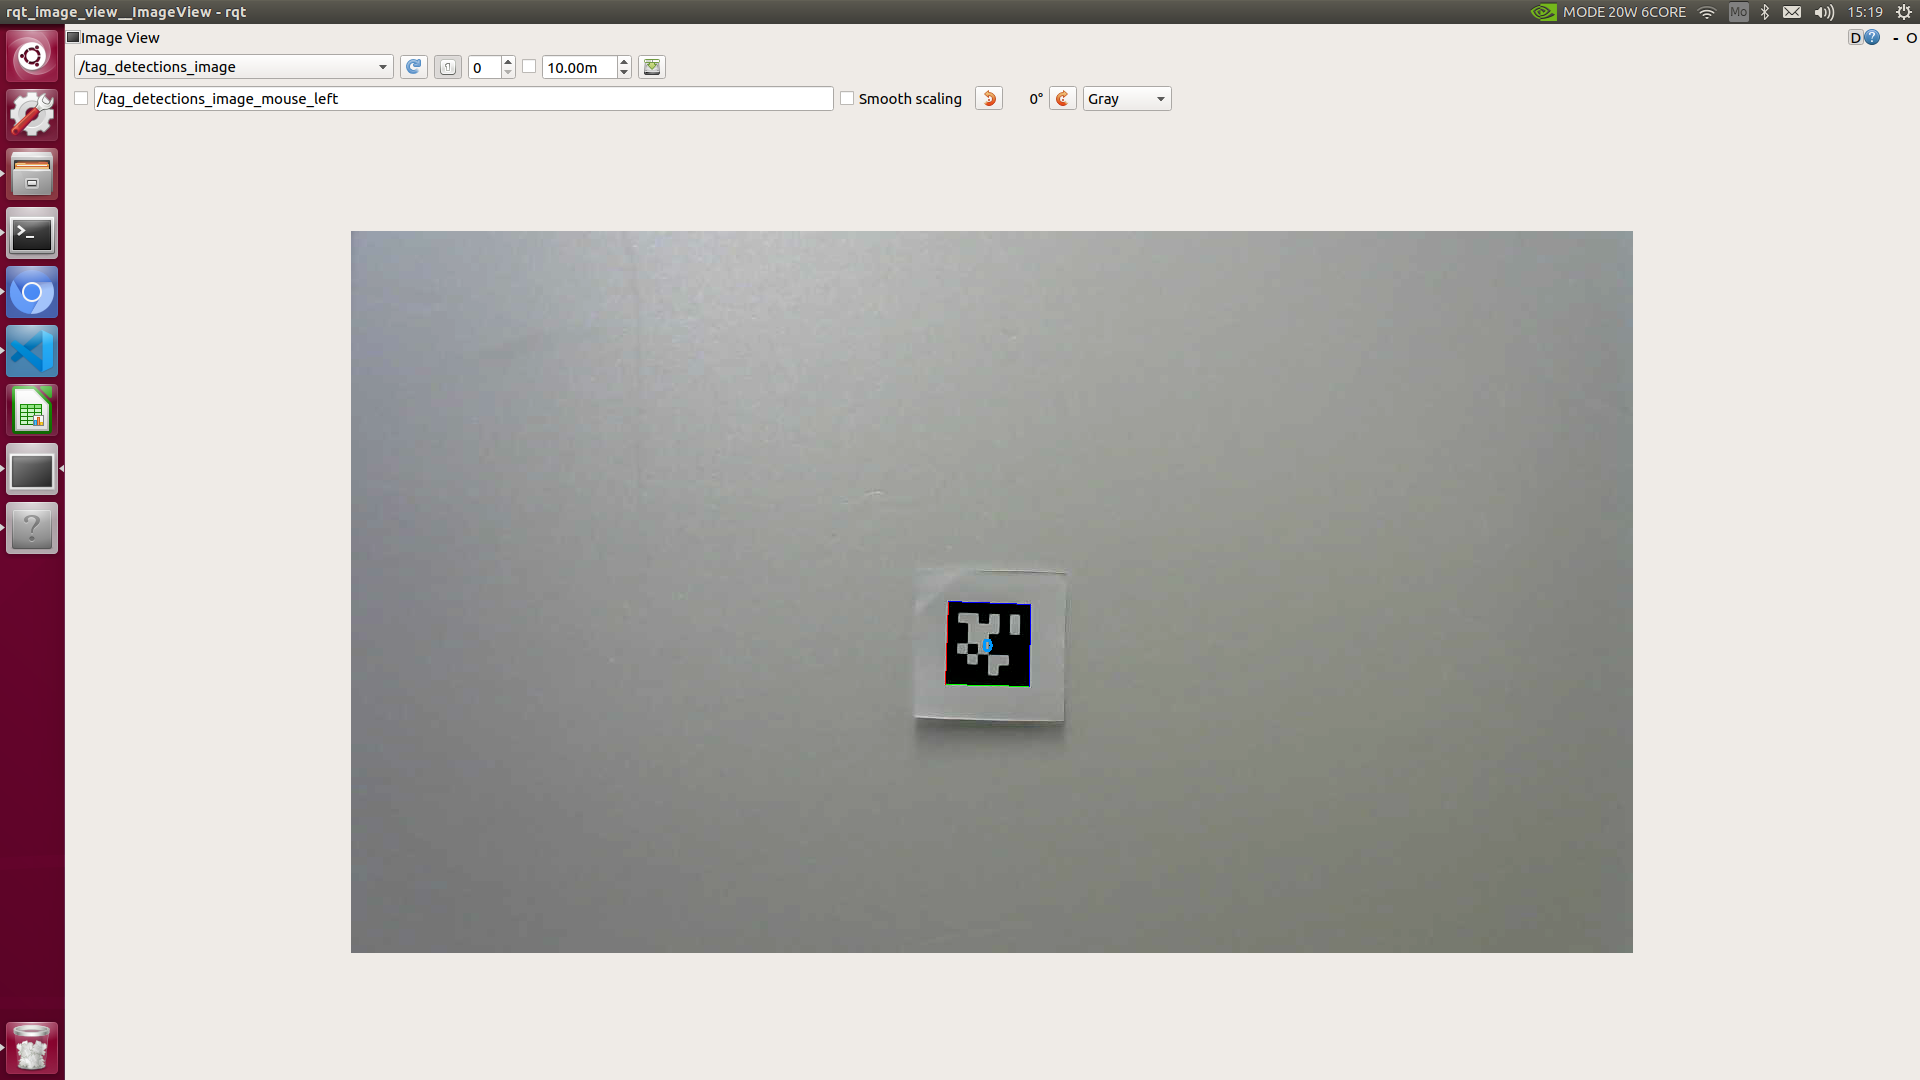 rqt_image_view__ImageView - rqt
MODE 20W 6CORE
Mo
15:19
Image View
D
?
- O
/tag_detections_image
0
10.00m
/tag_detections_image_mouse_left
Smooth scaling
0°
Gray
>_
?
0